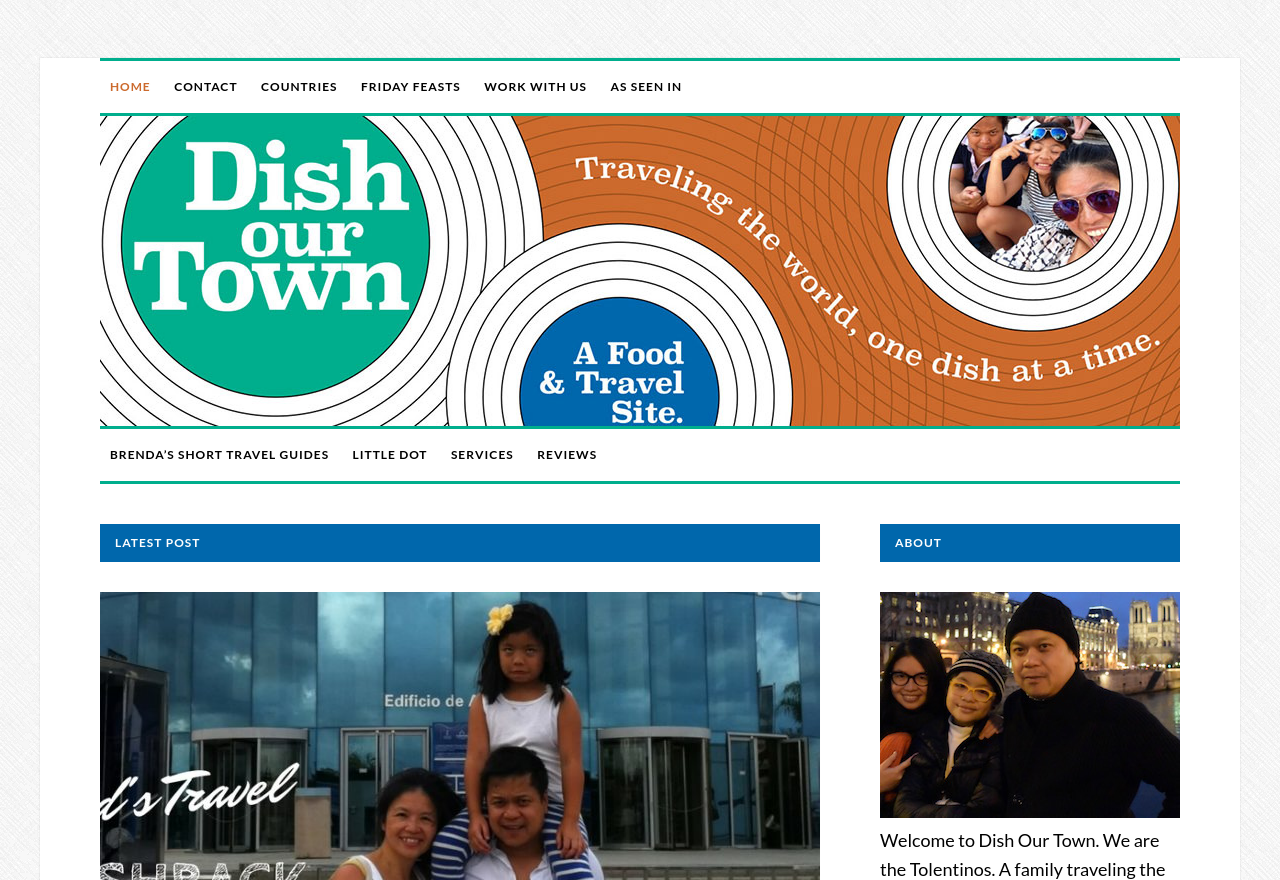 HOME CONTACT COUNTRIES FRIDAY FEASTS WORK WITH US AS SEEN IN
Dish
our
Town
Traveling the world, one dish at a time.
A Food
& Travel
Site.
BRENDA'S SHORT TRAVEL GUIDES LITTLE DOT SERVICES REVIEWS
LATEST POST
Edificio de
d's Travel
SHBACK
ABOUT
Welcome to Dish Our Town. We are
the Tolentinos. A family traveling the